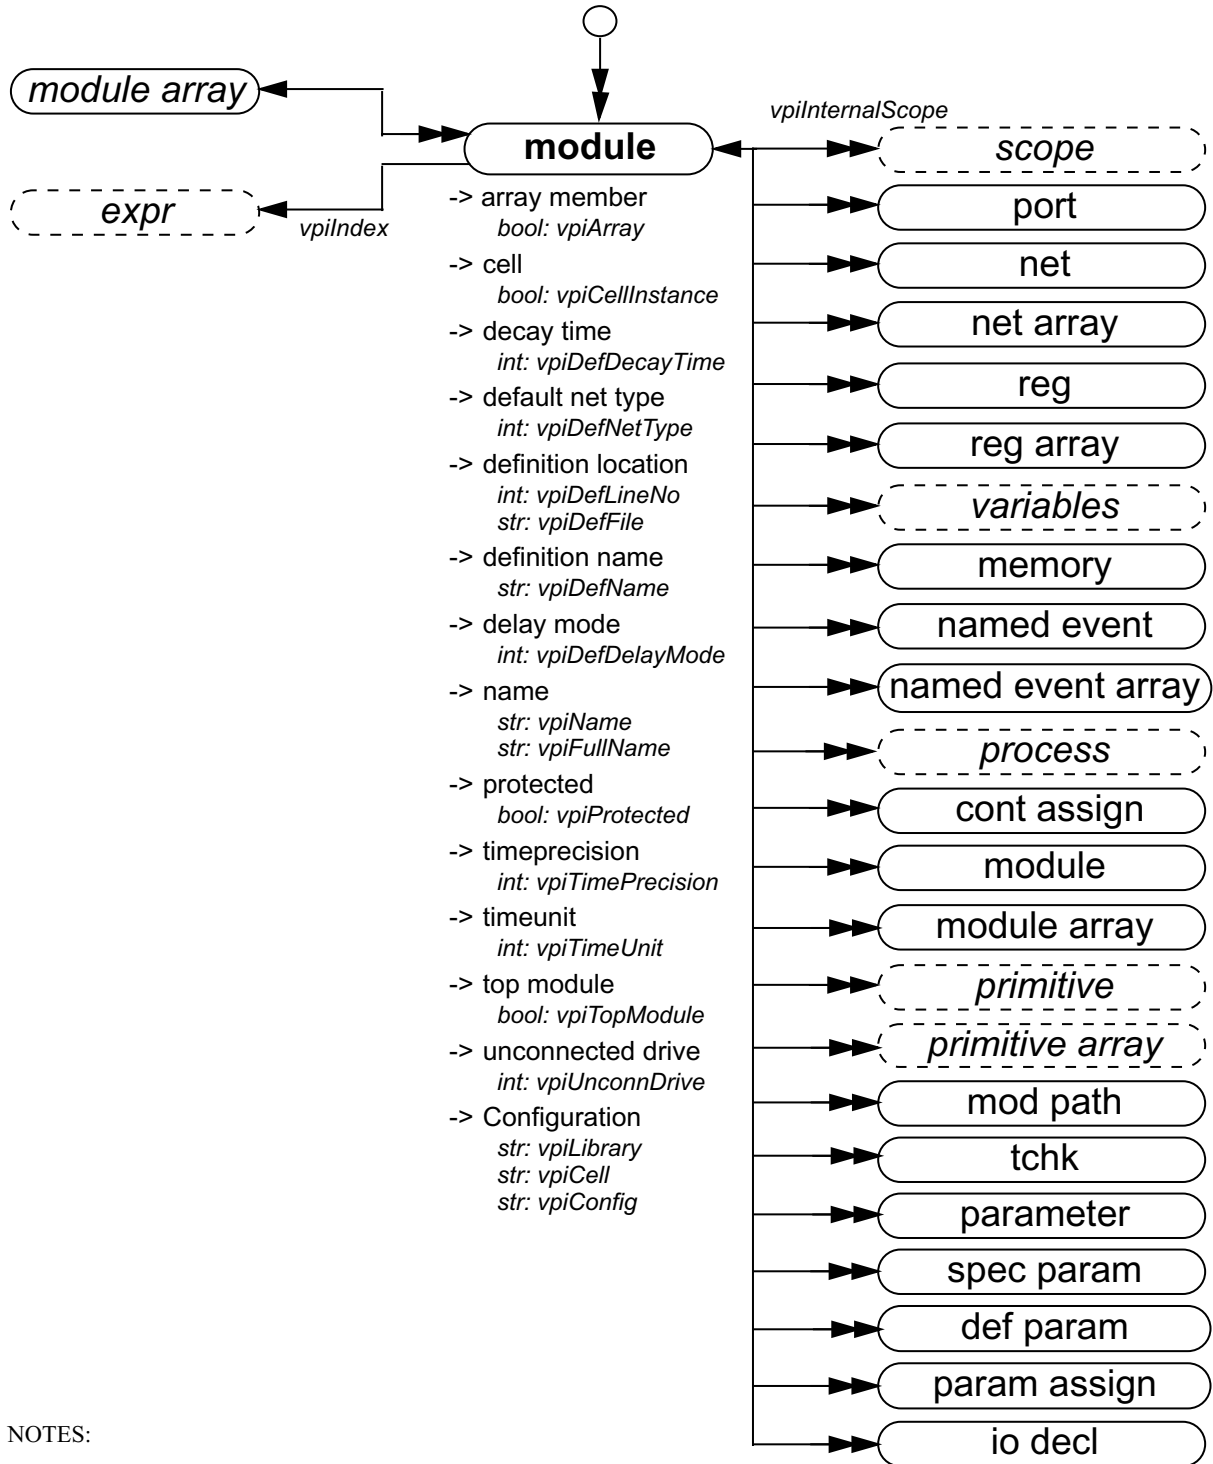 module array
expr
vpiIndex
module
-> array member
bool: vpiArray
-> cell
bool: vpiCellInstance
-> decay time
int: vpiDefDecayTime
-> default net type
int: vpiDefNetType
-> definition location
int: vpiDefLineNo
str: vpiDefFile
-> definition name
str: vpiDefName
-> delay mode
int: vpiDefDelayMode
-> name
str: vpiName
str: vpiFullName
-> protected
bool: vpiProtected
-> timeprecision
int: vpiTimePrecision
-> timeunit
int: vpiTimeUnit
-> top module
bool: vpiTopModule
-> unconnected drive
int: vpiUnconnDrive
-> Configuration
str: vpiLibrary
str: vpiCell
str: vpiConfig
vpiInternalScope
scope
port
net
net array
reg
reg array
variables
memory
named event
named event array
process
cont assign
module
module array
primitive
primitive array
mod path
tchk
parameter
spec param
def param
param assign
io decl
NOTES: